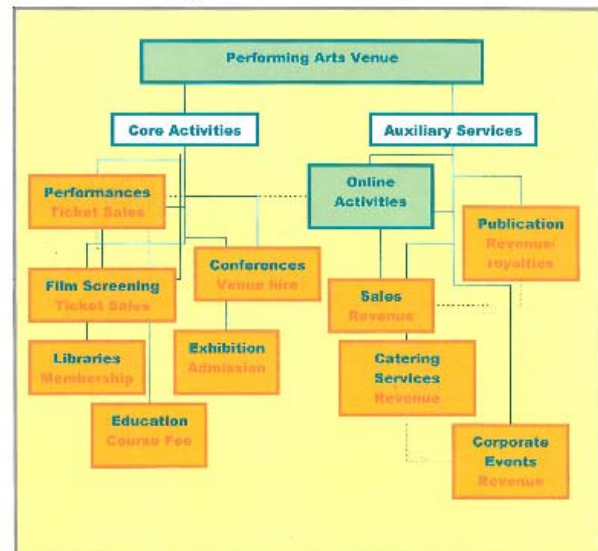 Performing Arts Venue
Core Activities
Auxiliary Services
Performances
Ticket Sales
Online
Activities
Publication
Revenue/
royalties
Film Screening
Ticket Sales
Conferences
Venue hire
Sales
Revenue
Libraries
Membership
Exhibition
Admission
Catering
Services
Revenue
Education
Course Fee
Corporate
Events
Revenue